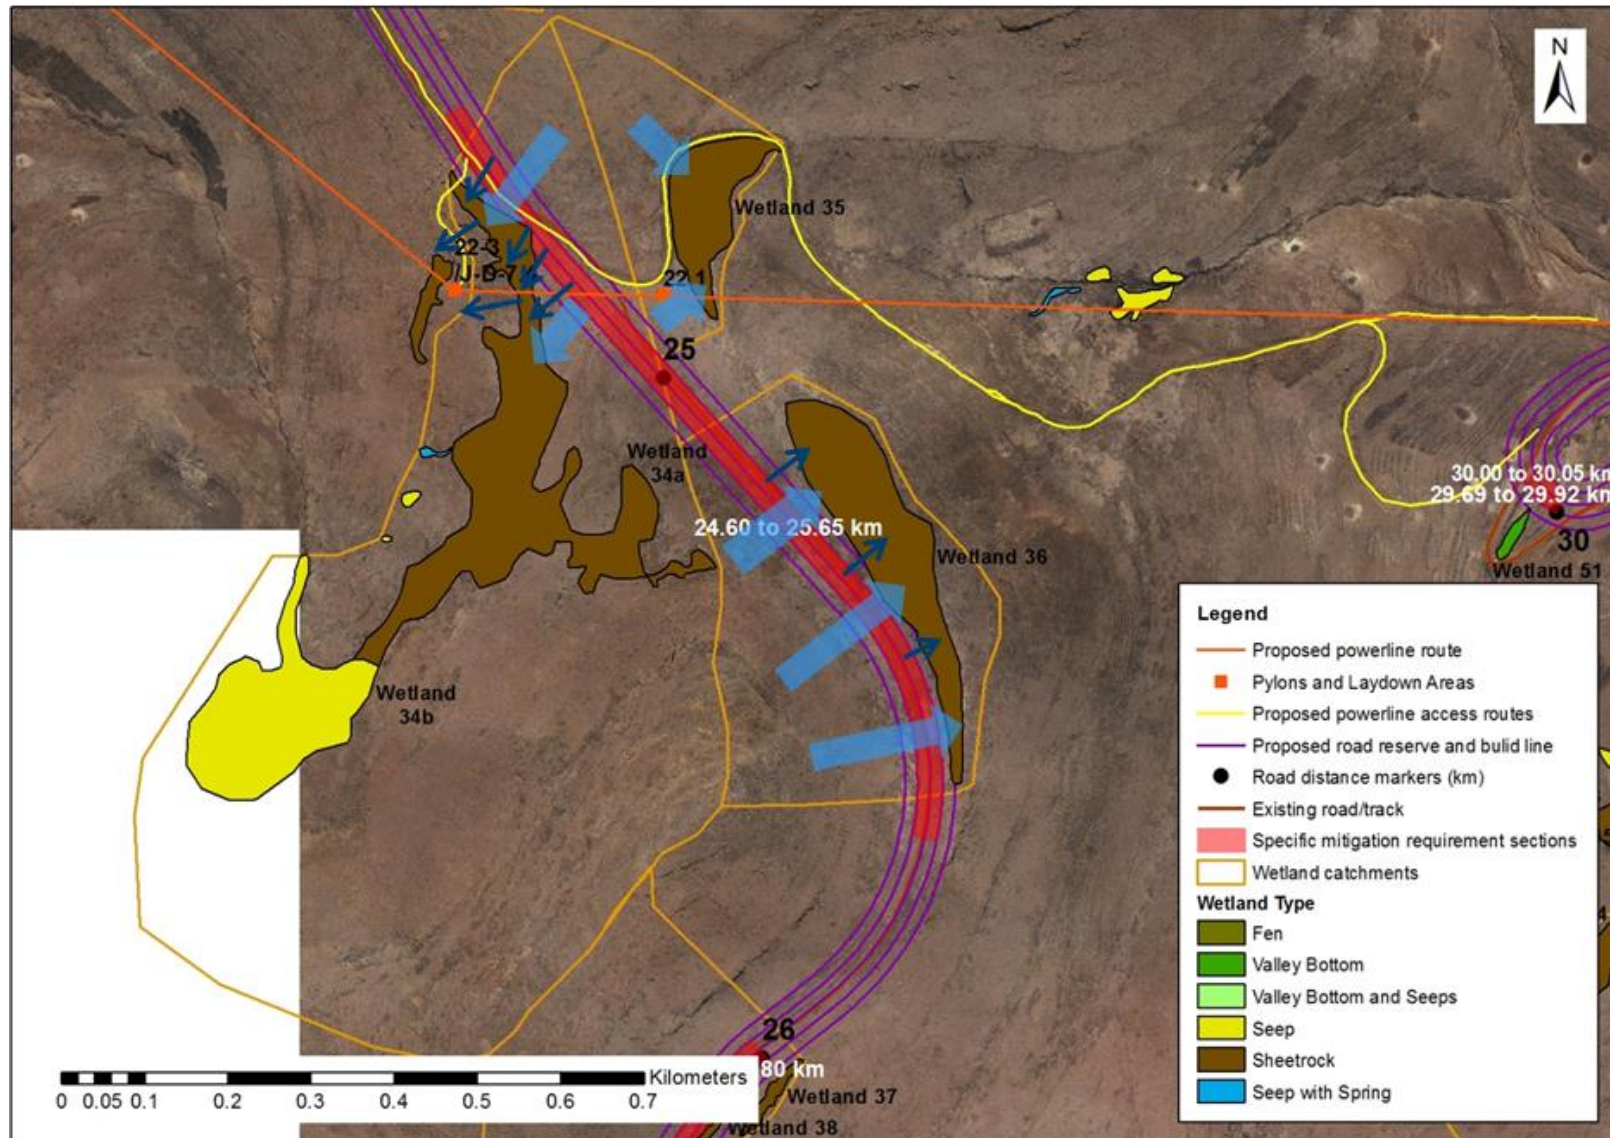 N
Wetland 35
22-3
/J-D-7
22-1
25
Wetland
34a
24.60 to 25.65 km
Wetland 36
30.00 to 30.05 km
29.69 to 29.92 km
30
Wetland 51
Wetland
34b
26
80 km
Wetland 37
Wetland 38
Kilometers
0 0.05 0.1 0.2 0.3 0.4 0.5 0.6 0.7
Legend
Proposed powerline route
Pylons and Laydown Areas
Proposed powerline access routes
Proposed road reserve and bulid line
Road distance markers (km)
Existing road/track
Specific mitigation requirement sections
Wetland catchments
Wetland Type
Fen
Valley Bottom
Valley Bottom and Seeps
Seep
Sheetrock
Seep with Spring